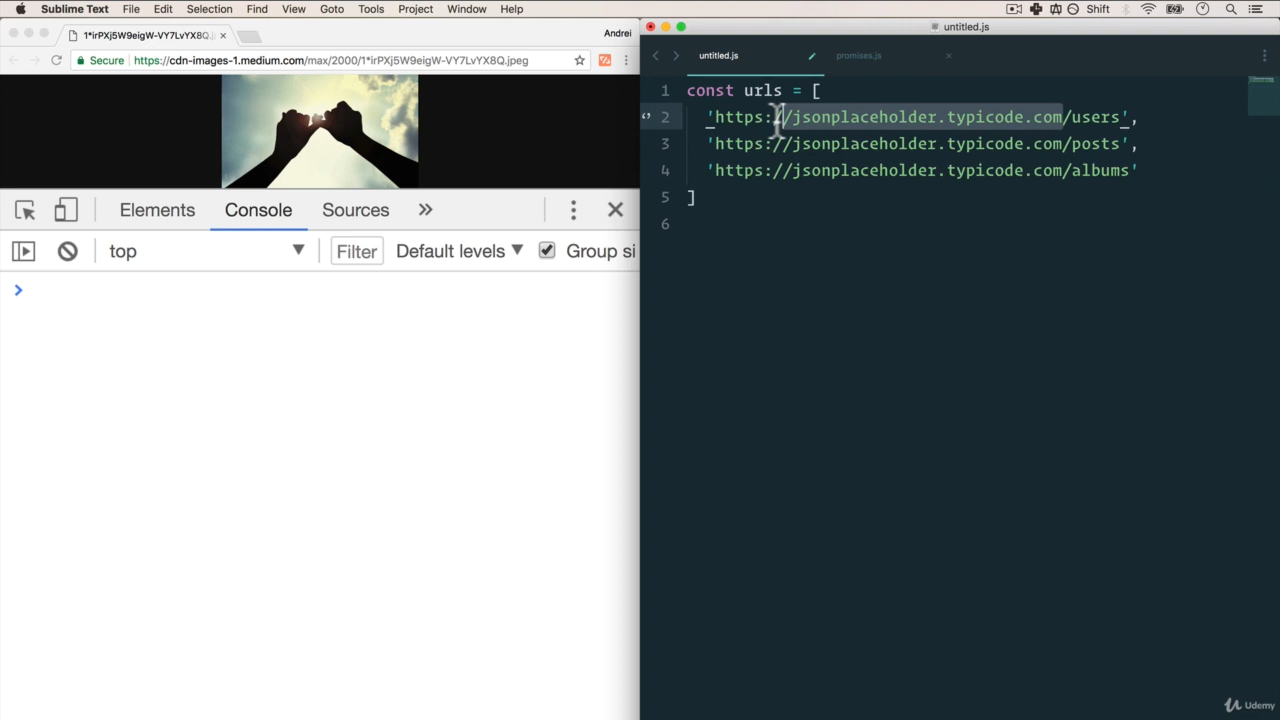 Sublime Text File Edit Selection Find View Goto Tools Project Window Help Shift
1*irPXj5W9eigW-VY7LvYX8Q.j × Andrei
Secure https://cdn-images-1.medium.com/max/2000/1*irPXj5W9eigW-VY7LvYX8Q.jpeg
Elements Console Sources
top Filter Default levels Group si
untitled.js
untitled.js promises.js
1 const urls = [
2 'https://jsonplaceholder.typicode.com/users',
3 'https://jsonplaceholder.typicode.com/posts',
4 'https://jsonplaceholder.typicode.com/albums'
5 ]
6
Udemy